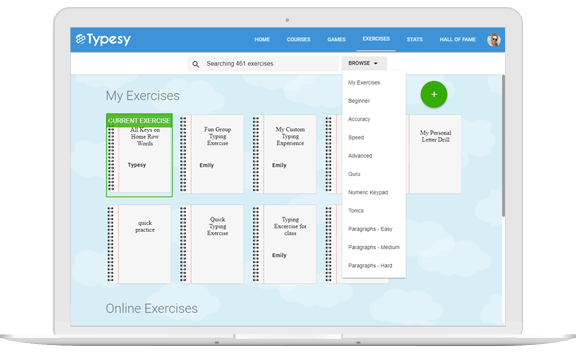 Typesy
HOME COURSES GAMES EXERCISES STATS HALL OF FAME
Searching 461 exercises
BROWSE
My Exercises
Beginner
Accuracy
Speed
Advanced
Guru
Numeric Keypad
Tonics
Paragraphs - Easy
Paragraphs - Medium
Paragraphs - Hard
My Exercises
+
CURRENT EXERCISE
All Keys on
Home Row
Words
Typesy
Fun Group
Typing
Exercise
Emily
My Custom
Typing
Experience
Emily
My Personal
Letter Drill
quick
practice
Quick
Typing
Exercise
Typing
Excercise for
class
Emily
Online Exercises